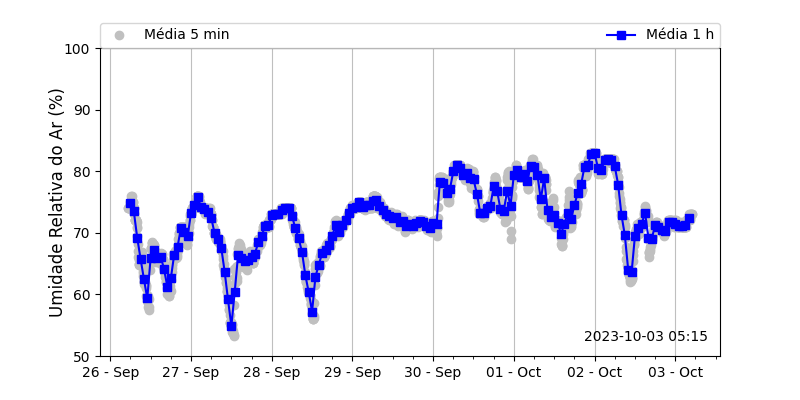 Média 5 min
Média 1 h
Umidade Relativa do Ar (%)
100
90
80
70
60
50
2023-10-03 05:15
26 - Sep
27 - Sep
28 - Sep
29 - Sep
30 - Sep
01 - Oct
02 - Oct
03 - Oct